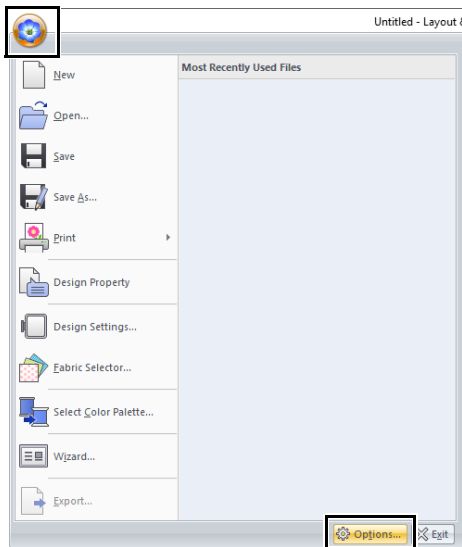 Untitled - Layout &
Most Recently Used Files
New
Open...
Save
Save As...
Print
Design Property
Design Settings...
Fabric Selector...
Select Color Palette...
Wizard...
Export...
Options... Exit